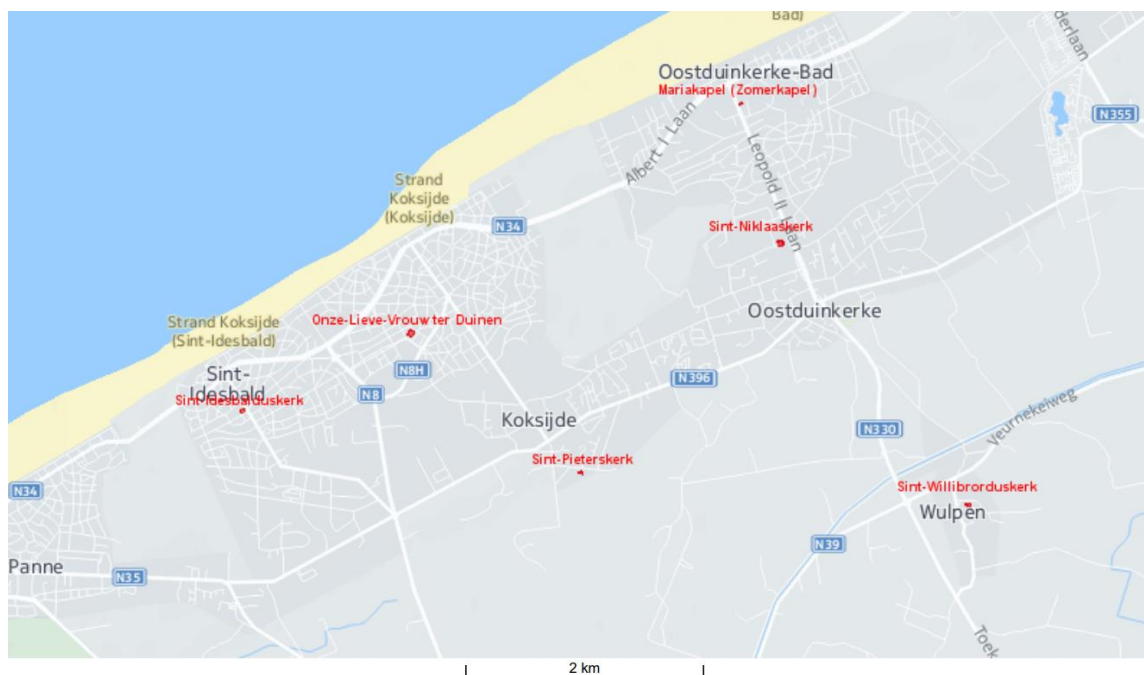 Bad)
derlaan
Oostduinkerke-Bad
Mariakapel (Zomerkapel)
N355
Albert I Laan
Leopold II Laan
Strand
Koksijde
(Koksijde)
N34
Sint-Niklaaskerk
Oostduinkerke
Strand Koksijde
(Sint-Idesbald)
Onze-Lieve-Vrouw ter Duinen
N8H
N8
N396
Sint-
Idesbald
Sint-Idesbalduskerk
Koksijde
Veurnekeiweg
N330
Sint-Pieterskerk
N34
Sint-Willibrorduskerk
Wulpen
N39
Panne
N35
Toek
2 km